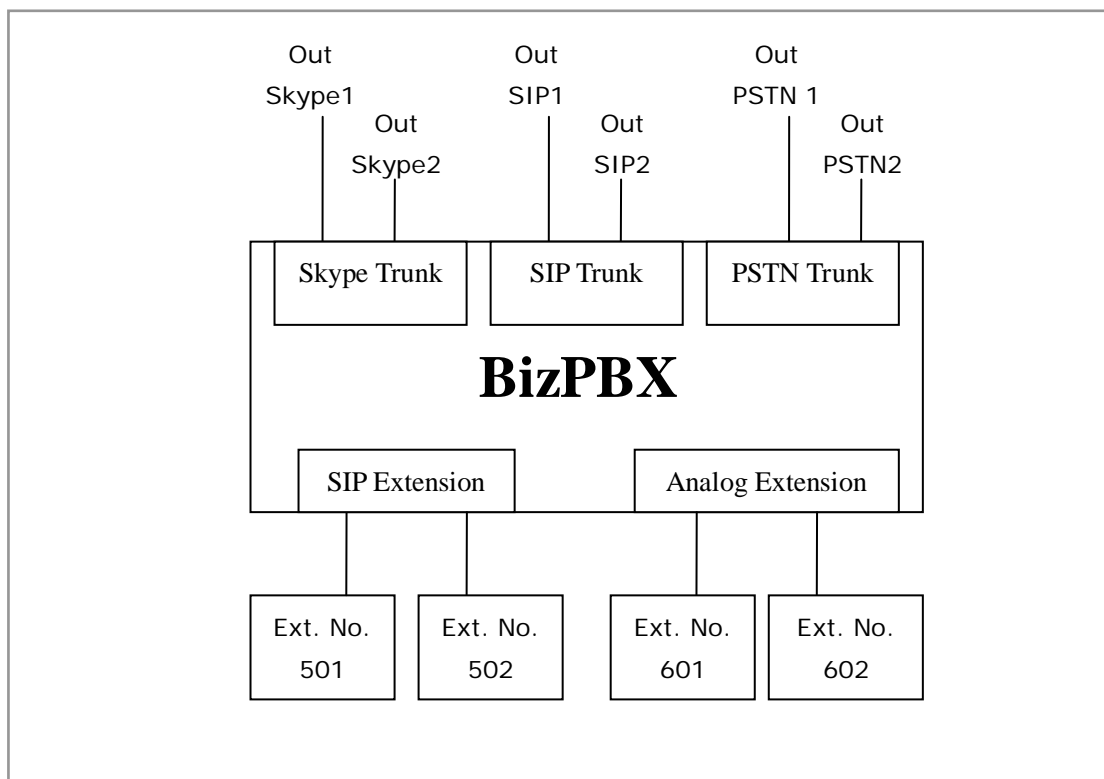 Out
Skype1
Out
Skype2
Out
SIP1
Out
SIP2
Out
PSTN 1
Out
PSTN2
Skype Trunk
SIP Trunk
PSTN Trunk
BizPBX
SIP Extension
Analog Extension
Ext. No.
501
Ext. No.
502
Ext. No.
601
Ext. No.
602